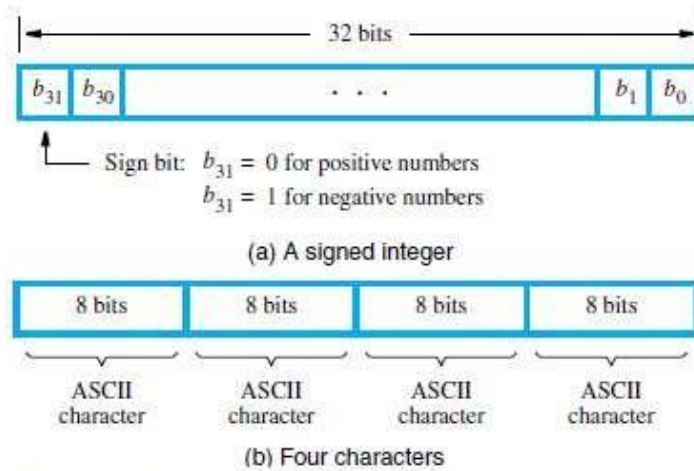 32 bits
b31 b30 . . . b1 b0
Sign bit: b31 = 0 for positive numbers
b31 = 1 for negative numbers
(a) A signed integer
8 bits 8 bits 8 bits 8 bits
ASCII ASCII ASCII ASCII
character character character character
(b) Four characters